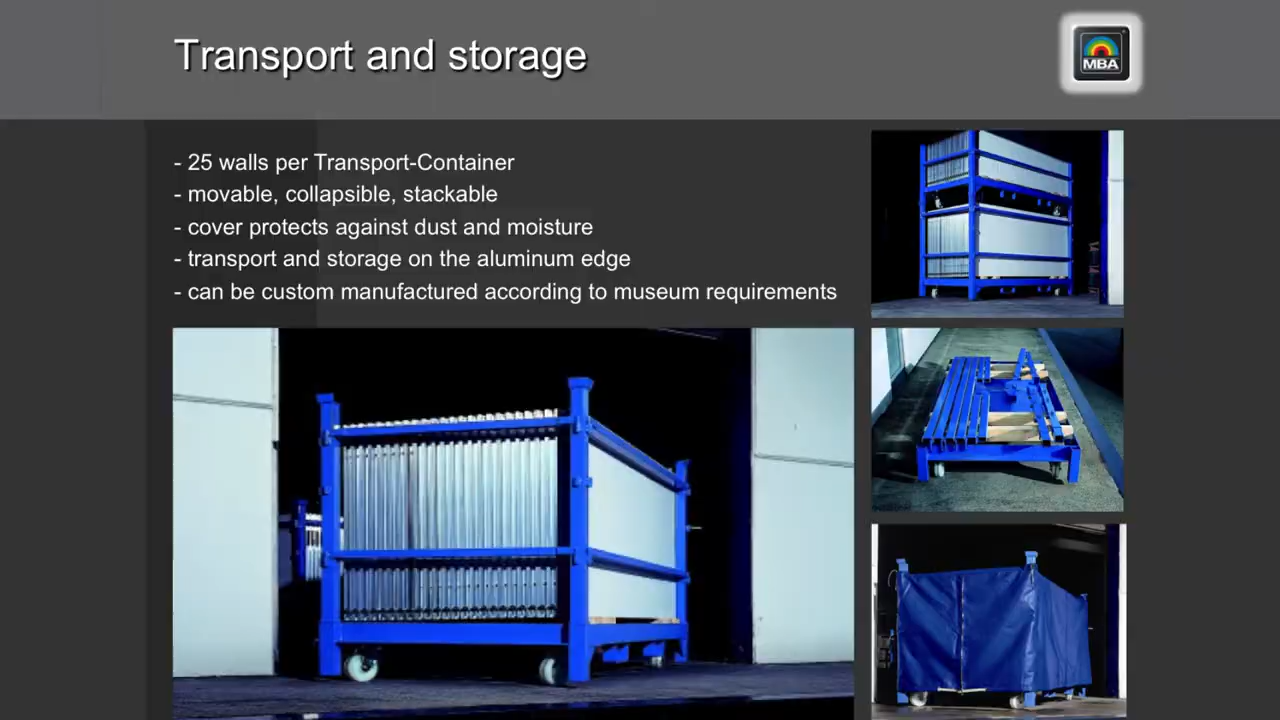 Transport and storage
MBA
- 25 walls per Transport-Container
- movable, collapsible, stackable
- cover protects against dust and moisture
- transport and storage on the aluminum edge
- can be custom manufactured according to museum requirements